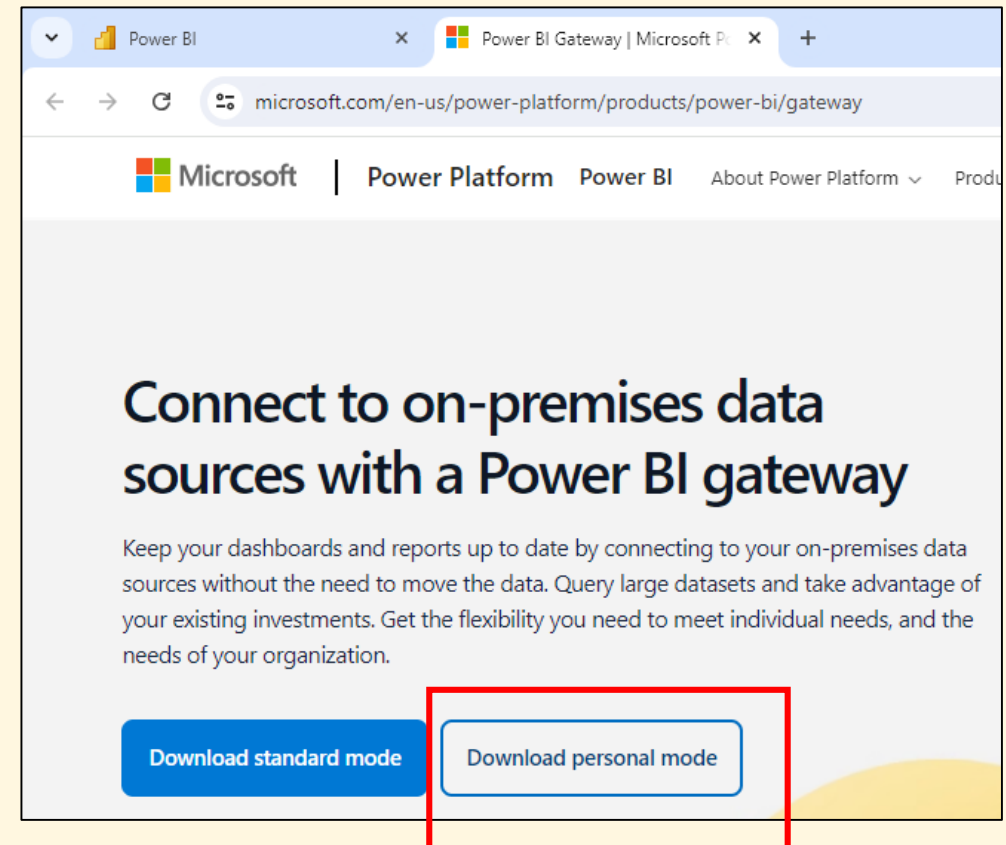 Power BI
Power BI Gateway | Microsoft Po
microsoft.com/en-us/power-platform/products/power-bi/gateway
Microsoft Power Platform Power BI About Power Platform Produ
Connect to on-premises data
sources with a Power BI gateway
Keep your dashboards and reports up to date by connecting to your on-premises data
sources without the need to move the data. Query large datasets and take advantage of
your existing investments. Get the flexibility you need to meet individual needs, and the
needs of your organization.
Download standard mode Download personal mode